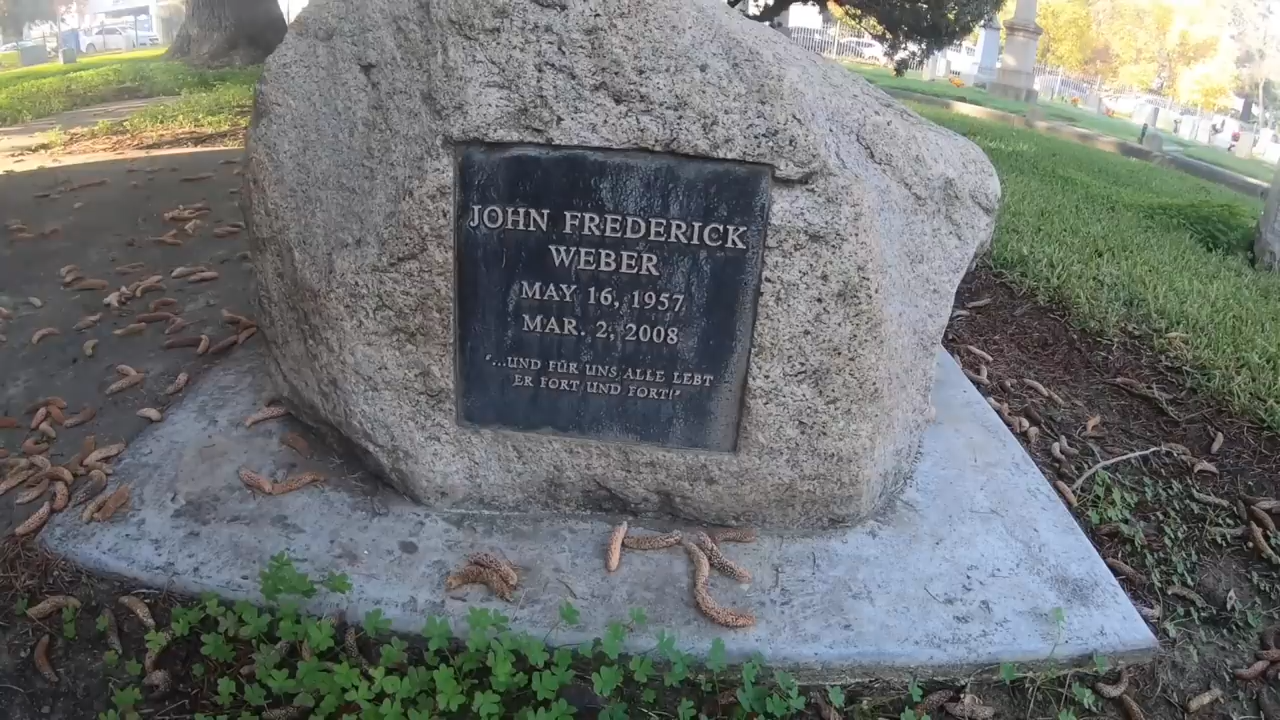 JOHN FREDERICK
WEBER
MAY 16, 1957
MAR. 2, 2008
"...UND FÜR UNS ALLE LEBT
ER FORT UND FORT!"